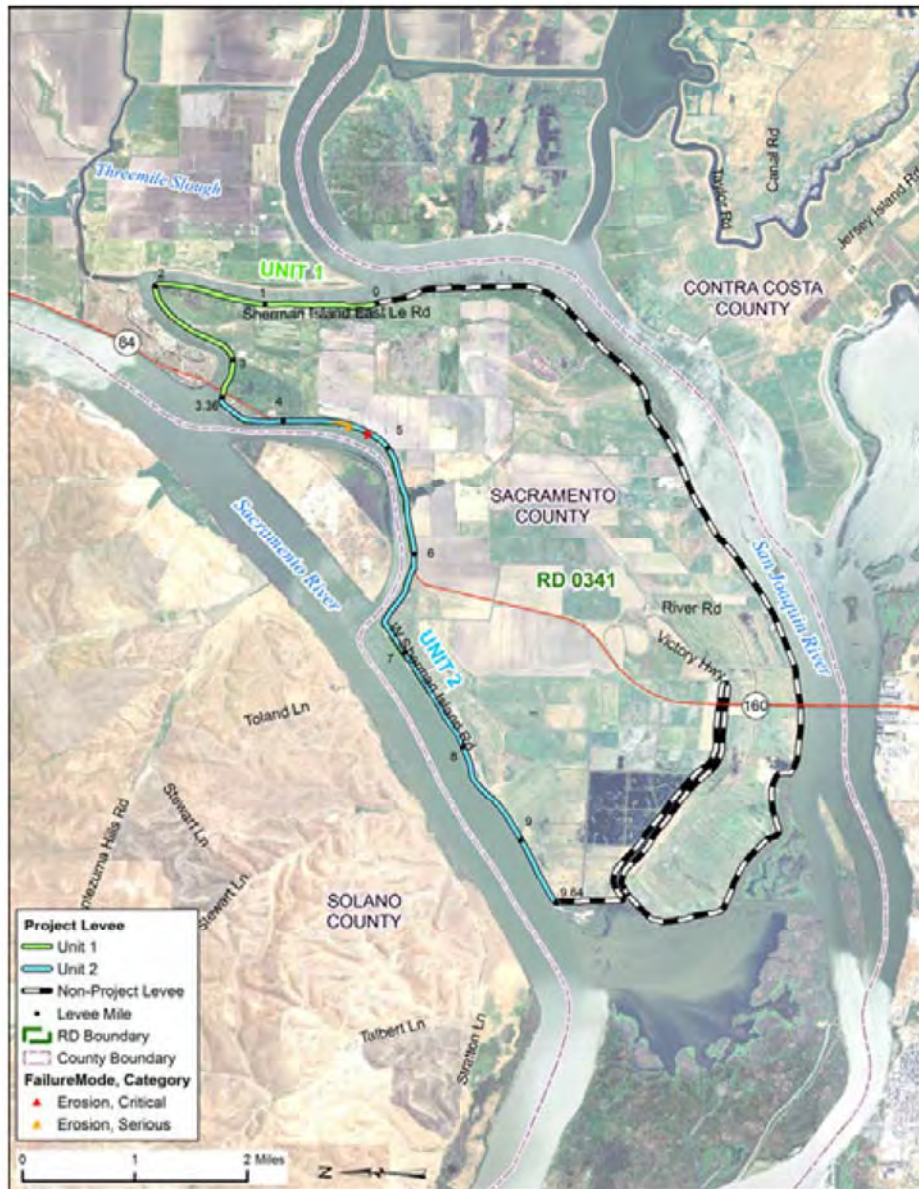 Threemile Slough
Taylor Rd
Canal Rd
Jersey Island Rd
UNIT 1
2
1
0
Sherman Island East Le Rd
CONTRA COSTA
COUNTY
84
3
3.36
4
5
SACRAMENTO
COUNTY
Sacramento River
6
RD 0341
San Joaquin River
River Rd
Victory Hwy
UNIT 2
W Sherman Island Rd
7
160
Toland Ln
8
Stewart Ln
9
Stewart Ln
SOLANO
COUNTY
9.64
Talbert Ln
Stratton Ln
Project Levee
Unit 1
Unit 2
Non-Project Levee
Levee Mile
RD Boundary
County Boundary
FailureMode, Category
Erosion, Critical
Erosion, Serious
0
1
2 Miles
N